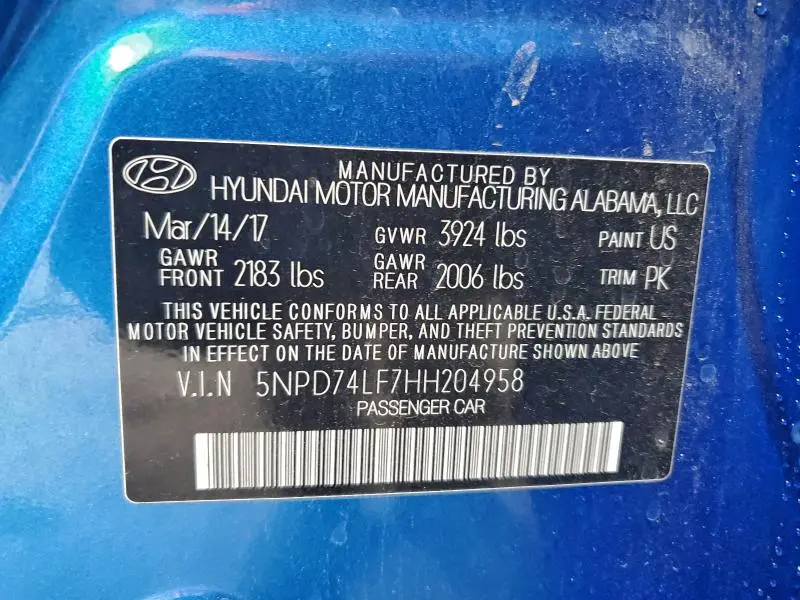 MANUFACTURED BY
HYUNDAI MOTOR MANUFACTURING ALABAMA, LLC
Mar/14/17 GVWR 3924 lbs PAINT US
GAWR FRONT 2183 lbs GAWR REAR 2006 lbs TRIM PK
THIS VEHICLE CONFORMS TO ALL APPLICABLE U.S.A. FEDERAL
MOTOR VEHICLE SAFETY, BUMPER, AND THEFT PREVENTION STANDARDS
IN EFFECT ON THE DATE OF MANUFACTURE SHOWN ABOVE
V.I.N 5NPD74LF7HH204958
PASSENGER CAR